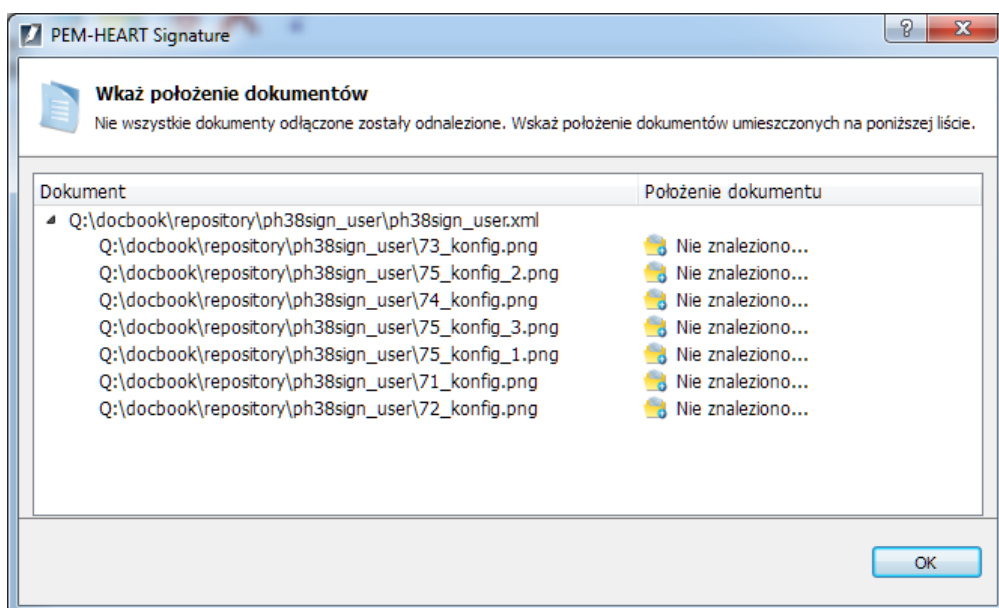 PEM-HEART Signature
Wkaż położenie dokumentów
Nie wszystkie dokumenty odłączone zostały odnalezione. Wskaż położenie dokumentów umieszczonych na poniższej liście.
Dokument Położenie dokumentu
Q:\docbook\repository\ph38sign_user\ph38sign_user.xml
Q:\docbook\repository\ph38sign_user\73_konfig.png Nie znaleziono...
Q:\docbook\repository\ph38sign_user\75_konfig_2.png Nie znaleziono...
Q:\docbook\repository\ph38sign_user\74_konfig.png Nie znaleziono...
Q:\docbook\repository\ph38sign_user\75_konfig_3.png Nie znaleziono...
Q:\docbook\repository\ph38sign_user\75_konfig_1.png Nie znaleziono...
Q:\docbook\repository\ph38sign_user\71_konfig.png Nie znaleziono...
Q:\docbook\repository\ph38sign_user\72_konfig.png Nie znaleziono...
OK